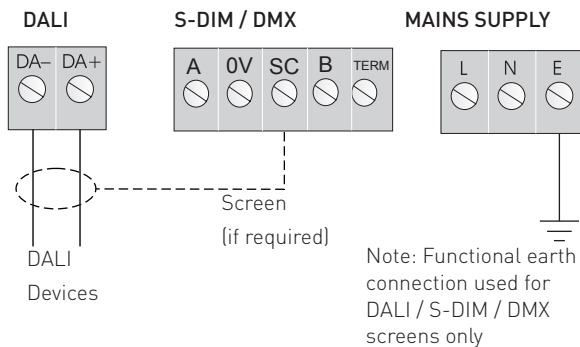 DALI
S-DIM / DMX
MAINS SUPPLY
DA– DA+
A 0V SC B TERM
L N E
Screen
(if required)
DALI
Devices
Note: Functional earth
connection used for
DALI / S-DIM / DMX
screens only